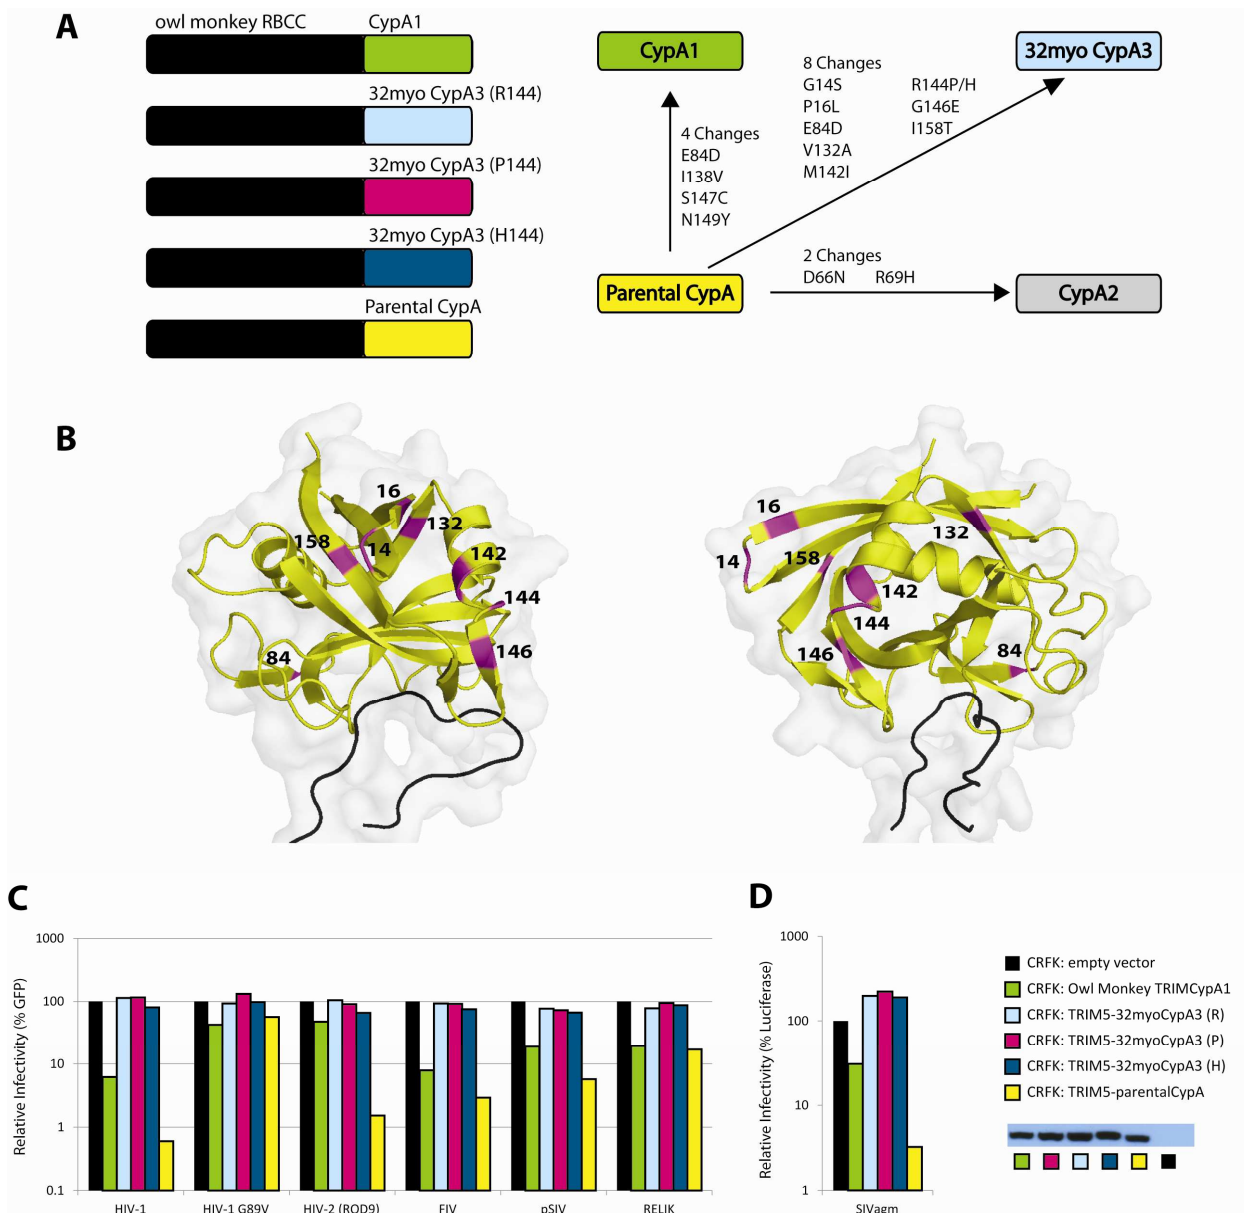 A
owl monkey RBCC
CypA1
32myo CypA3 (R144)
32myo CypA3 (P144)
32myo CypA3 (H144)
Parental CypA
CypA1
32myo CypA3
8 Changes
G14S
R144P/H
P16L
G146E
E84D
I158T
V132A
M142I
4 Changes
E84D
I138V
S147C
N149Y
Parental CypA
2 Changes
D66N
R69H
CypA2
B
16
132
158
14
142
144
84
146
16
132
14
158
142
144
146
84
C
Relative Infectivity (% GFP)
1000
100
10
1
0.1
HIV-1
HIV-1 G89V
HIV-2 (ROD9)
FIV
pSIV
RELIK
D
Relative Infectivity (% Luciferase)
1000
100
10
1
SIVagm
CRFK: empty vector
CRFK: Owl Monkey TRIMCypA1
CRFK: TRIM5-32myoCypA3 (R)
CRFK: TRIM5-32myoCypA3 (P)
CRFK: TRIM5-32myoCypA3 (H)
CRFK: TRIM5-parentalCypA